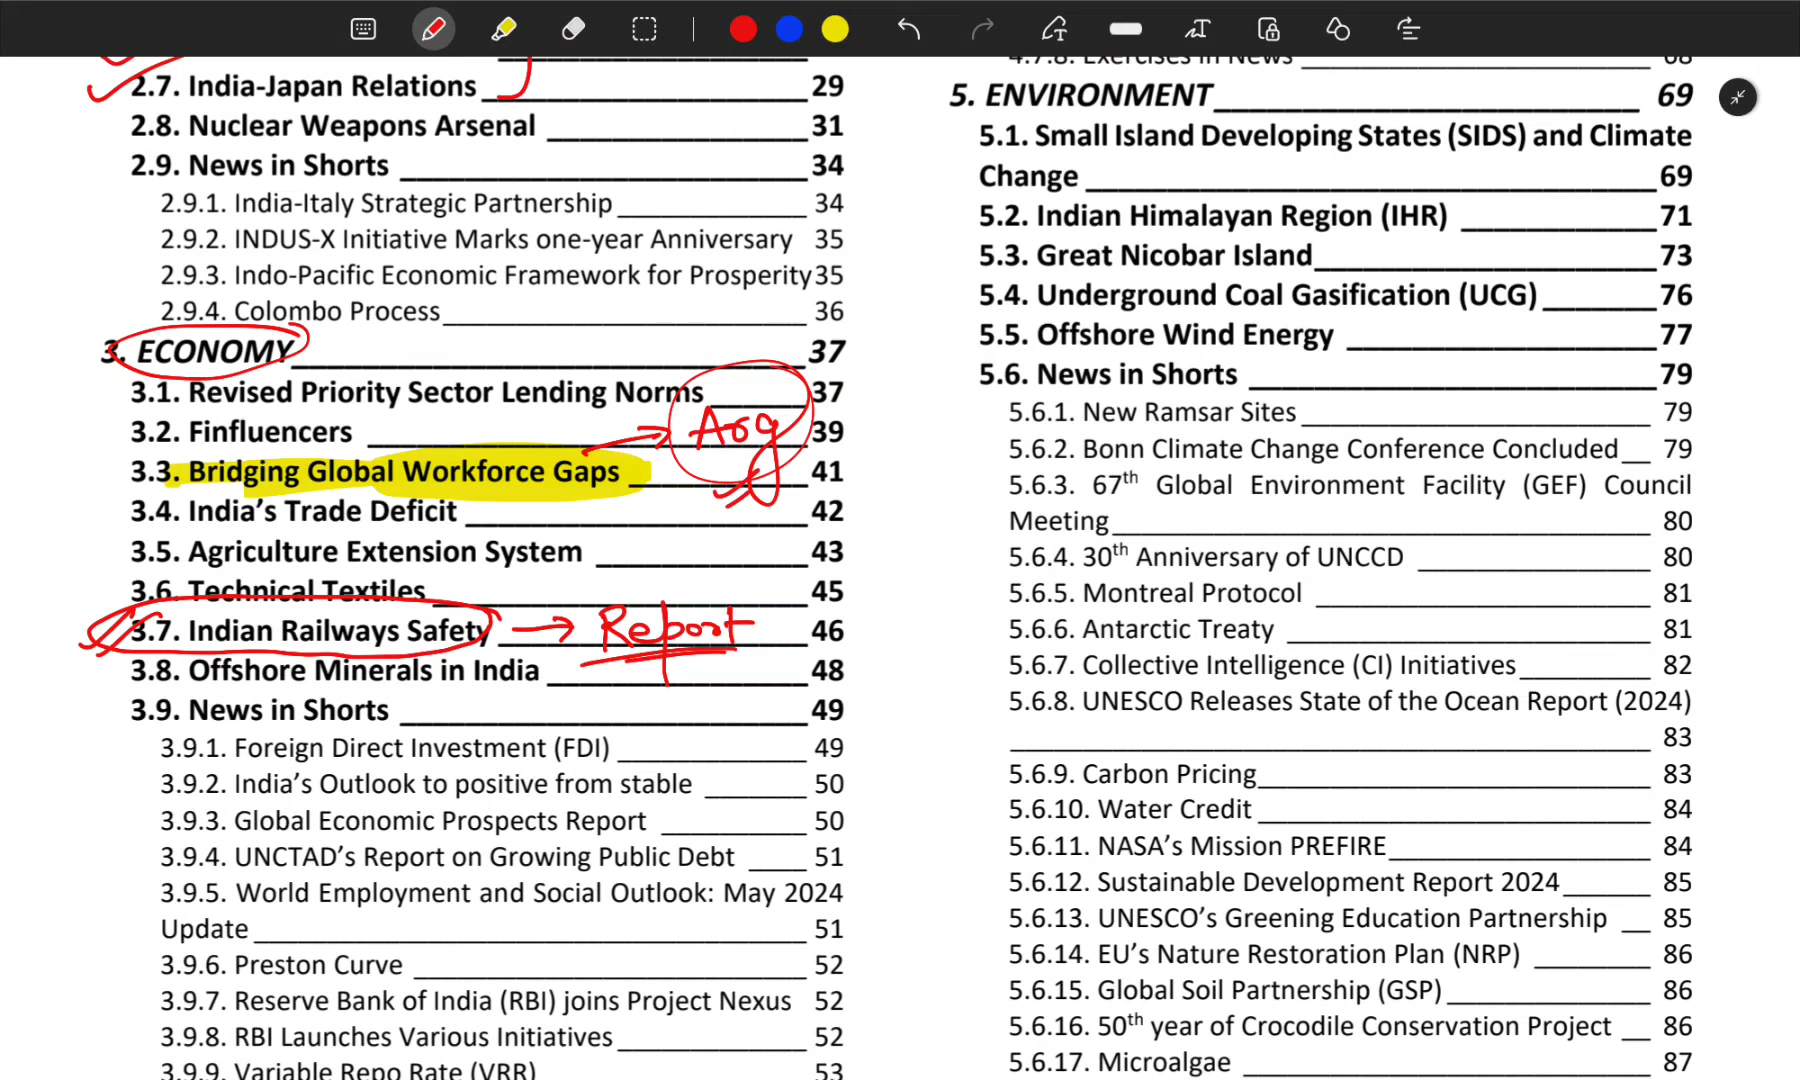 2.7. India-Japan Relations 29
2.8. Nuclear Weapons Arsenal 31
2.9. News in Shorts 34
2.9.1. India-Italy Strategic Partnership 34
2.9.2. INDUS-X Initiative Marks one-year Anniversary 35
2.9.3. Indo-Pacific Economic Framework for Prosperity 35
2.9.4. Colombo Process 36
3. ECONOMY 37
3.1. Revised Priority Sector Lending Norms 37
3.2. Finfluencers 39
3.3. Bridging Global Workforce Gaps 41
3.4. India’s Trade Deficit 42
3.5. Agriculture Extension System 43
3.6. Technical Textiles 45
3.7. Indian Railways Safety 46
Report
3.8. Offshore Minerals in India 48
3.9. News in Shorts 49
3.9.1. Foreign Direct Investment (FDI) 49
3.9.2. India’s Outlook to positive from stable 50
3.9.3. Global Economic Prospects Report 50
3.9.4. UNCTAD’s Report on Growing Public Debt 51
3.9.5. World Employment and Social Outlook: May 2024
Update 51
3.9.6. Preston Curve 52
3.9.7. Reserve Bank of India (RBI) joins Project Nexus 52
3.9.8. RBI Launches Various Initiatives 52
3.9.9. Variable Repo Rate (VRR) 53
4.7.8. Exercises in News 68
5. ENVIRONMENT 69
5.1. Small Island Developing States (SIDS) and Climate
Change 69
5.2. Indian Himalayan Region (IHR) 71
5.3. Great Nicobar Island 73
5.4. Underground Coal Gasification (UCG) 76
5.5. Offshore Wind Energy 77
5.6. News in Shorts 79
5.6.1. New Ramsar Sites 79
5.6.2. Bonn Climate Change Conference Concluded 79
5.6.3. 67th Global Environment Facility (GEF) Council
Meeting 80
5.6.4. 30th Anniversary of UNCCD 80
5.6.5. Montreal Protocol 81
5.6.6. Antarctic Treaty 81
5.6.7. Collective Intelligence (CI) Initiatives 82
5.6.8. UNESCO Releases State of the Ocean Report (2024)
83
5.6.9. Carbon Pricing 83
5.6.10. Water Credit 84
5.6.11. NASA’s Mission PREFIRE 84
5.6.12. Sustainable Development Report 2024 85
5.6.13. UNESCO’s Greening Education Partnership 85
5.6.14. EU’s Nature Restoration Plan (NRP) 86
5.6.15. Global Soil Partnership (GSP) 86
5.6.16. 50th year of Crocodile Conservation Project 86
5.6.17. Microalgae 87